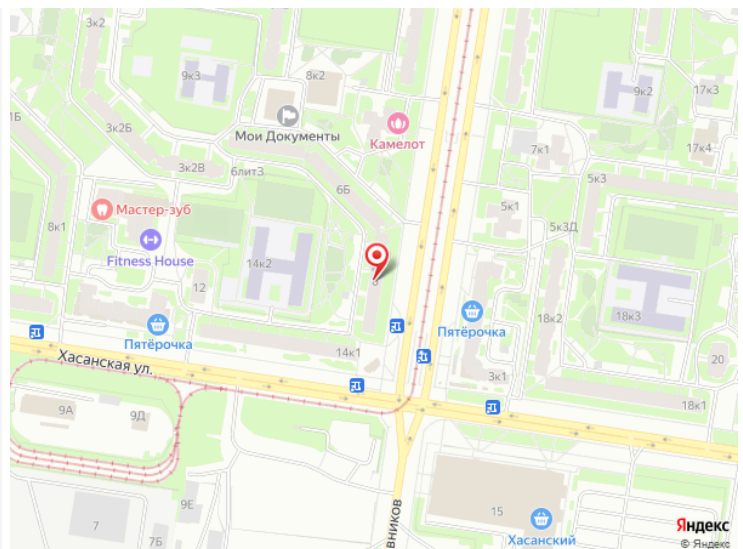 3к2
9к3
8к2
9к2
17к3
1Б
3к2Б
Мои Документы
Камелот
7к1
17к4
3к2В
6лит3
6Б
5к3
8к1
Мастер-зуб
5к1
5к3Д
Fitness House
14к2
12
6
Пятёрочка
Пятёрочка
18к2
18к3
14к1
20
Хасанская ул.
3к1
18к1
9А
9Д
9Е
15
7
7Б
вников
Хасанский
Яндекс
© Яндекс